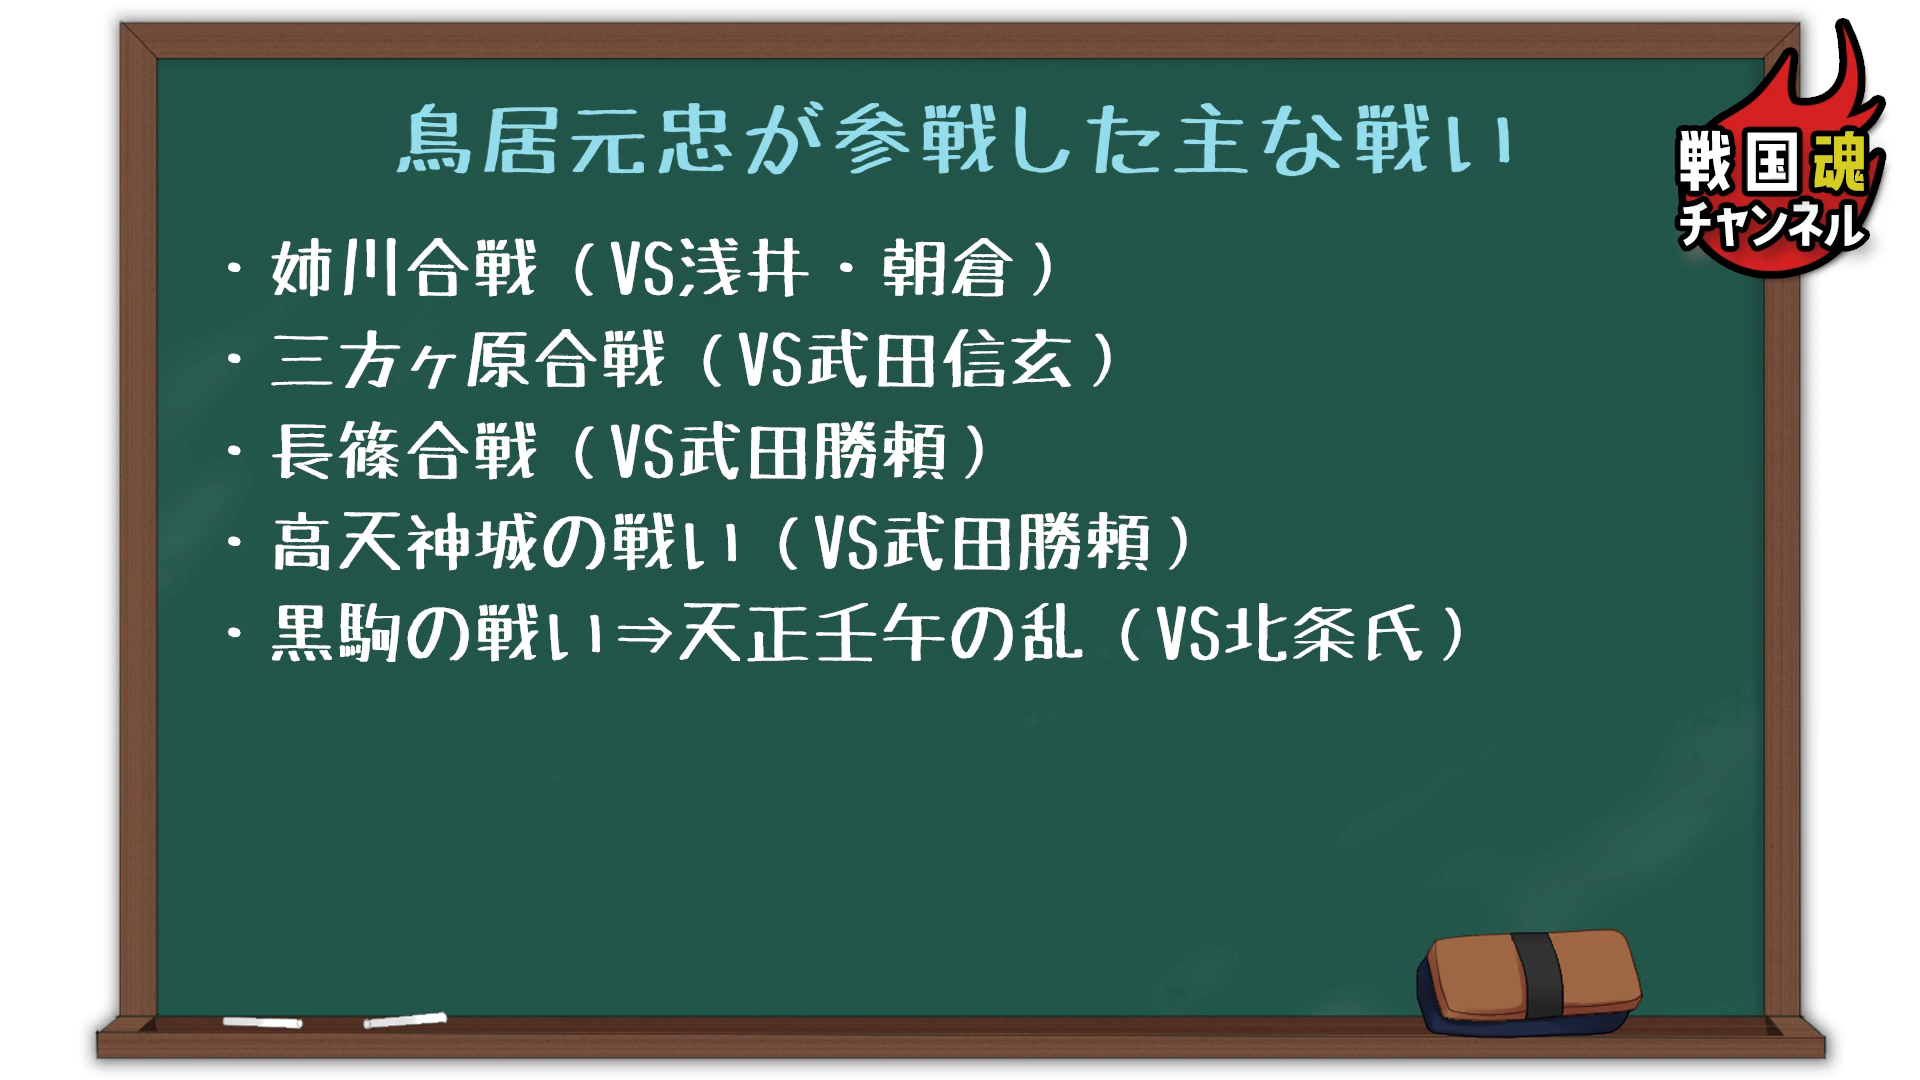 鳥居元忠が参戦した主な戦い
戦国魂
チャンネル
・姉川合戦(VS浅井・朝倉)
・三方ヶ原合戦(VS武田信玄)
・長篠合戦(VS武田勝頼)
・高天神城の戦い(VS武田勝頼)
・黒駒の戦い⇒天正壬午の乱(VS北条氏)